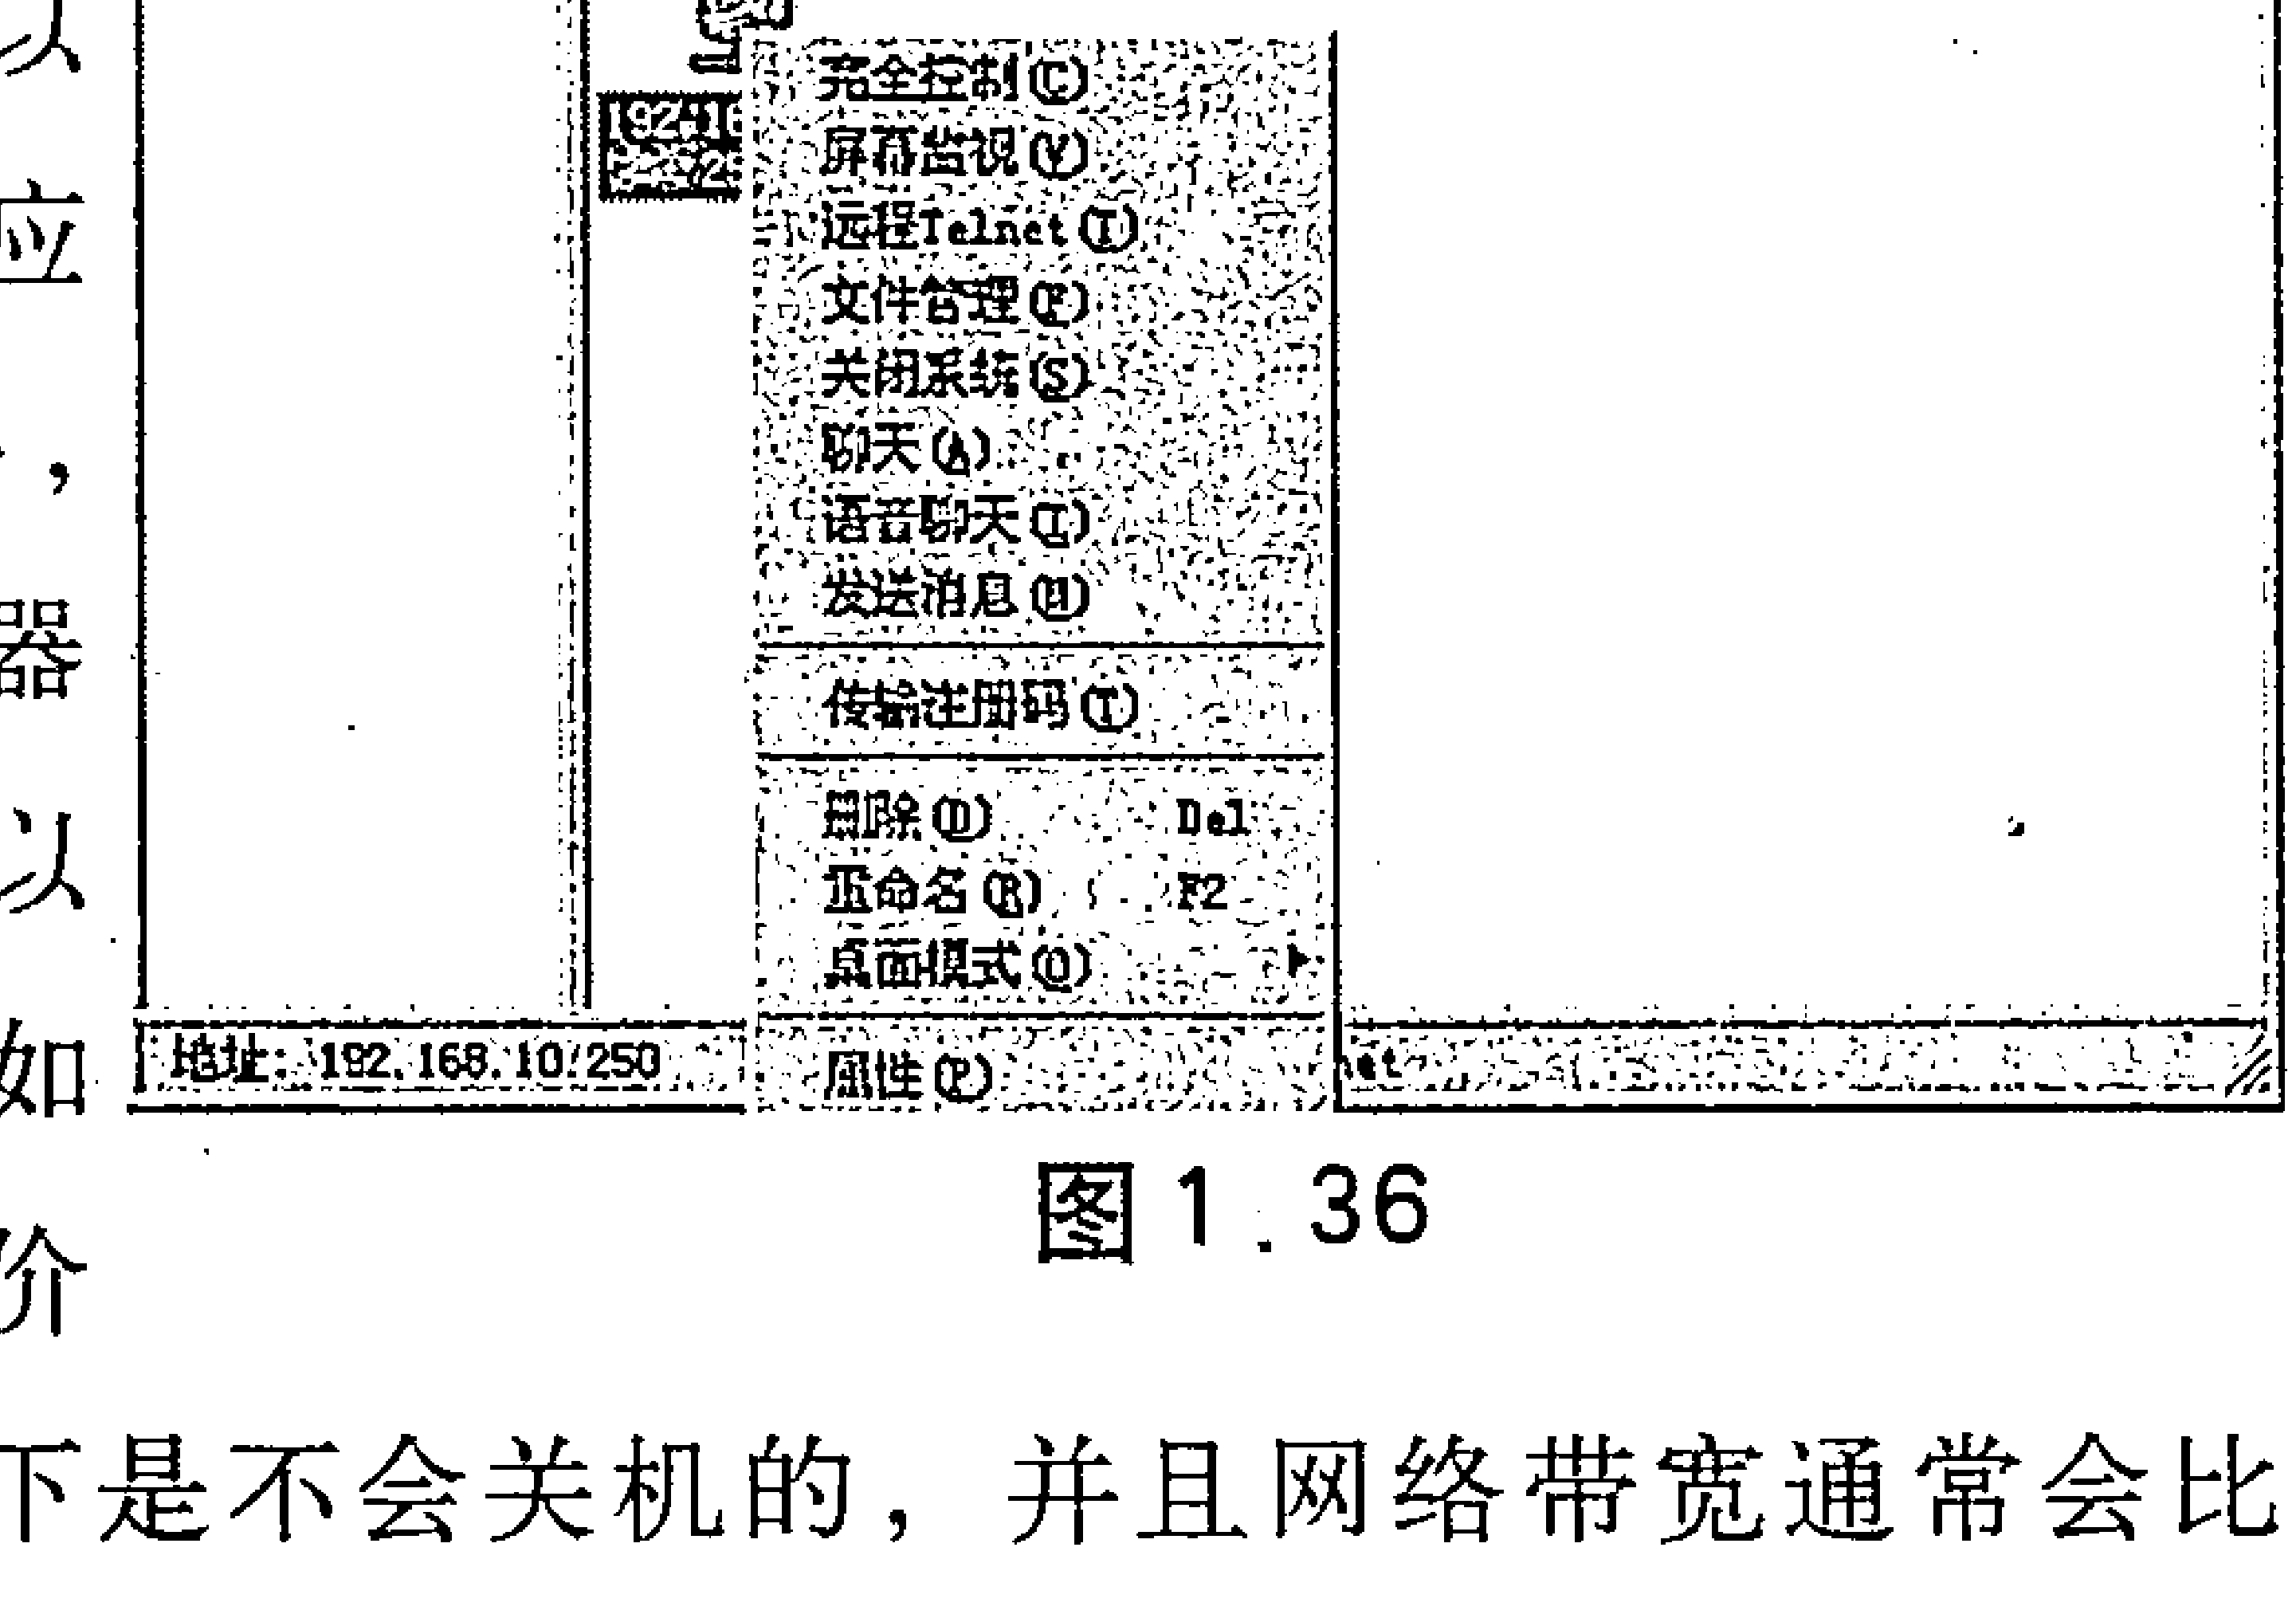 以
完全控制(C)
屏幕监视(V)
应
远程Telnet(T)
文件管理(F)
关闭系统(S)
聊天(A)
，
语音聊天(I)
发送消息(M)
器
传输注册码(T)
删除(D) Del
以
重命名(R) F2
桌面模式(O)
如
地址: 192.168.10.250
属性(P)
net
图1.36
价
下是不会关机的，并且网络带宽通常会比